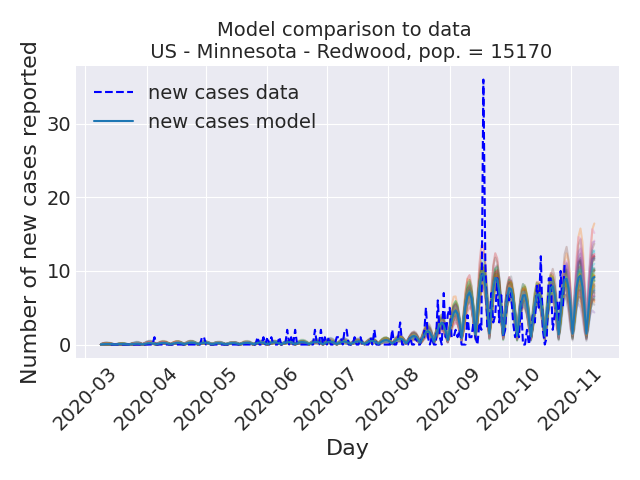 Model comparison to data
US - Minnesota - Redwood, pop. = 15170
Number of new cases reported
new cases data
new cases model
30
20
10
0
2020-03
2020-04
2020-05
2020-06
2020-07
2020-08
2020-09
2020-10
2020-11
Day